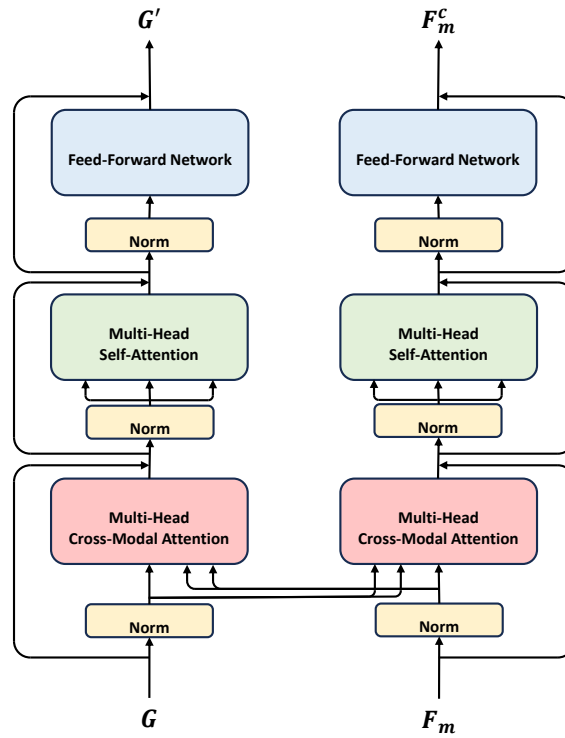 G′ F_m^c
Feed-Forward Network Feed-Forward Network
Norm Norm
Multi-Head Multi-Head
Self-Attention Self-Attention
Norm Norm
Multi-Head Multi-Head
Cross-Modal Attention Cross-Modal Attention
Norm Norm
G F_m